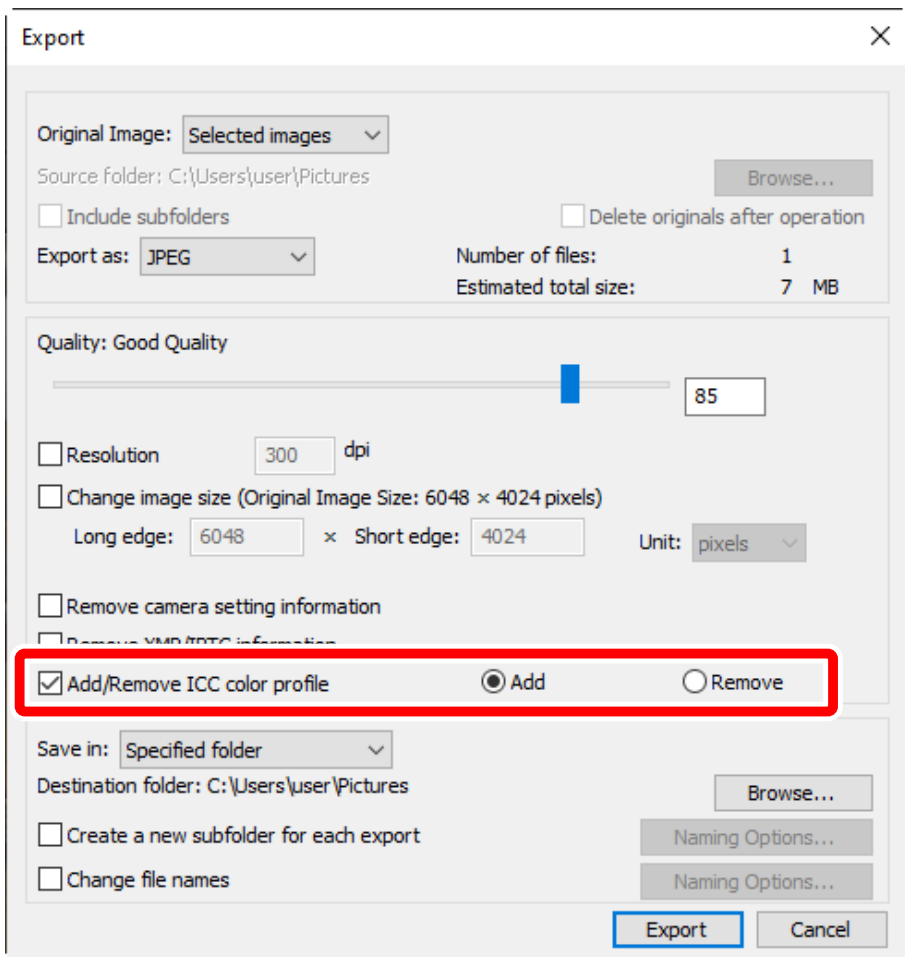 Export
Original Image: Selected images
Source folder: C:\Users\user\Pictures Browse...
Include subfolders Delete originals after operation
Export as: JPEG Number of files: 1
Estimated total size: 7 MB
Quality: Good Quality
85
Resolution 300 dpi
Change image size (Original Image Size: 6048 × 4024 pixels)
Long edge: 6048 × Short edge: 4024 Unit: pixels
Remove camera setting information
Remove XMP/IPTC information
Add/Remove ICC color profile Add Remove
Save in: Specified folder
Destination folder: C:\Users\user\Pictures Browse...
Create a new subfolder for each export Naming Options...
Change file names Naming Options...
Export Cancel